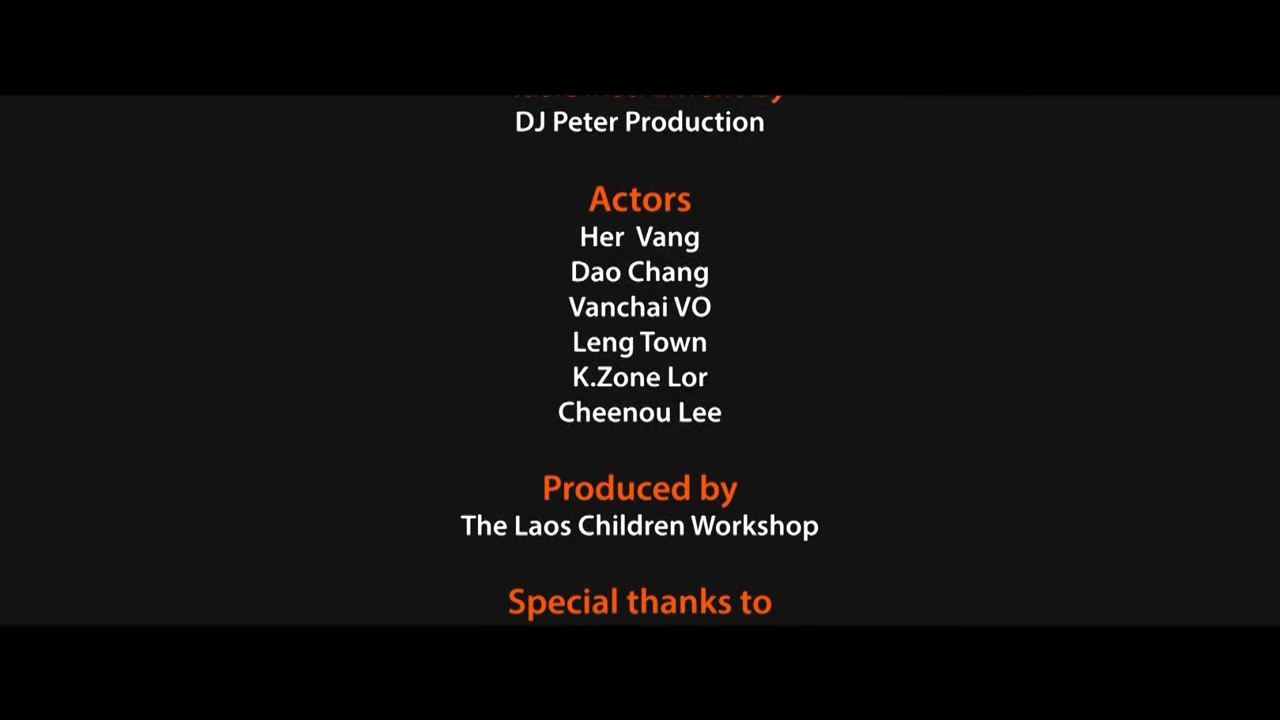 by
DJ Peter Production
Actors
Her Vang
Dao Chang
Vanchai VO
Leng Town
K.Zone Lor
Cheenou Lee
Produced by
The Laos Children Workshop
Special thanks to